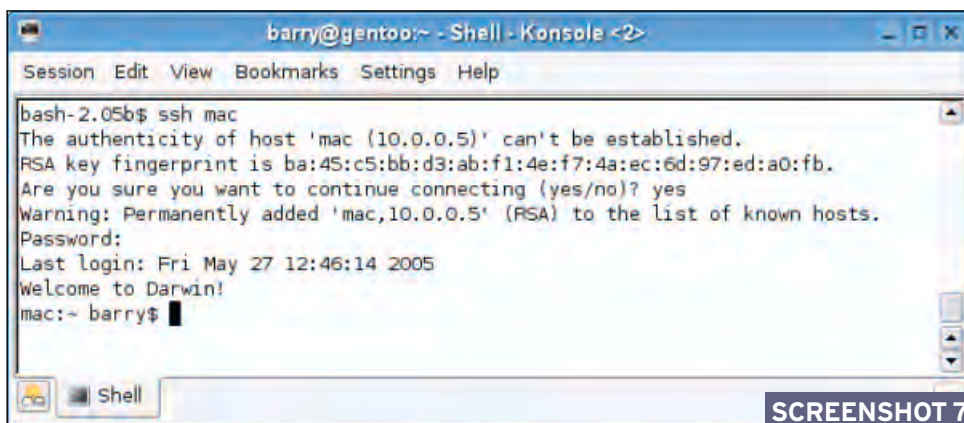 barry@gentoo:~ - Shell - Konsole <2>
Session Edit View Bookmarks Settings Help
bash-2.05b$ ssh mac
The authenticity of host 'mac (10.0.0.5)' can't be established.
RSA key fingerprint is ba:45:c5:bb:d3:ab:f1:4e:f7:4a:ec:6d:97:ed:a0:fb.
Are you sure you want to continue connecting (yes/no)? yes
Warning: Permanently added 'mac,10.0.0.5' (RSA) to the list of known hosts.
Password:
Last login: Fri May 27 12:46:14 2005
Welcome to Darwin!
mac:~ barry$
Shell
SCREENSHOT 7